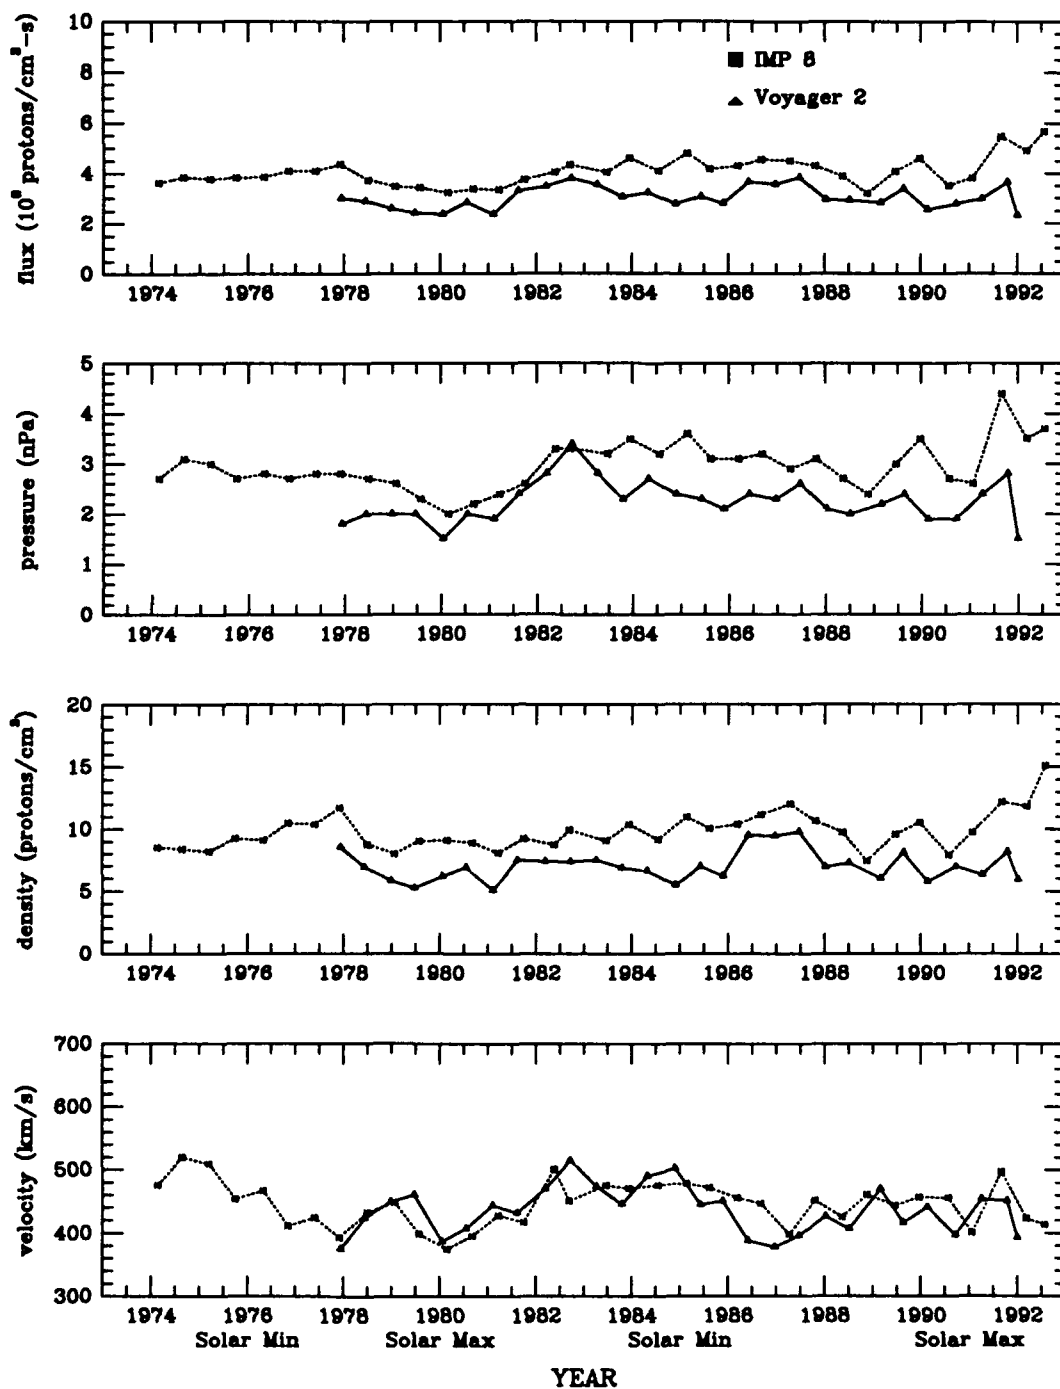 flux (10⁸ protons/cm²-s)
10
8
6
4
2
0
■ IMP 8
▲ Voyager 2
1974 1976 1978 1980 1982 1984 1986 1988 1990 1992
pressure (nPa)
5
4
3
2
1
0
1974 1976 1978 1980 1982 1984 1986 1988 1990 1992
density (protons/cm³)
20
15
10
5
0
1974 1976 1978 1980 1982 1984 1986 1988 1990 1992
velocity (km/s)
700
600
500
400
300
1974 1976 1978 1980 1982 1984 1986 1988 1990 1992
Solar Min Solar Max Solar Min Solar Max
YEAR